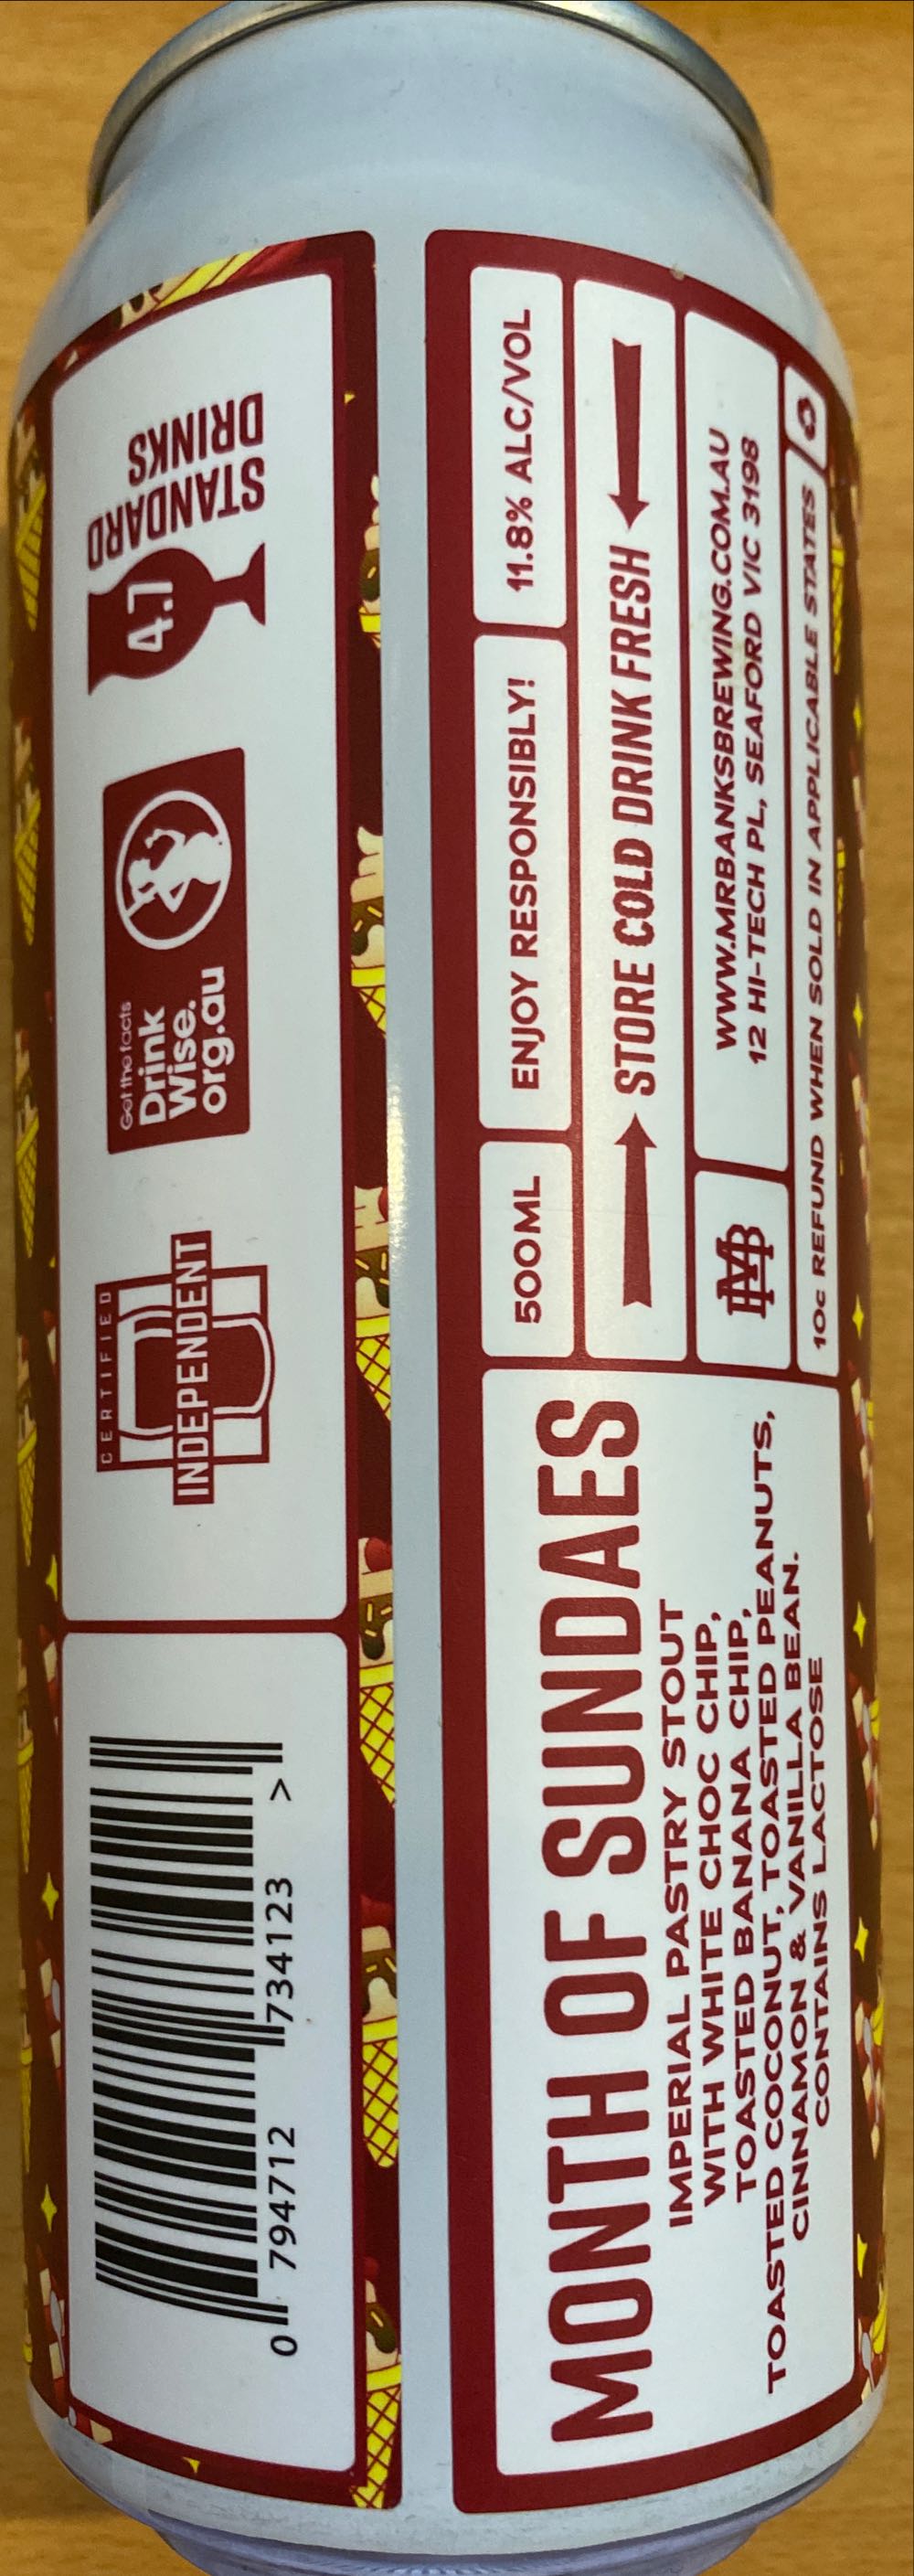 0 794712 734123 >
CERTIFIED
INDEPENDENT
Get the facts
Drink
Wise.
org.au
4.7
STANDARD
DRINKS
MONTH OF SUNDAES
IMPERIAL PASTRY STOUT
WITH WHITE CHOC CHIP,
TOASTED BANANA CHIP,
TOASTED COCONUT, TOASTED PEANUTS,
CINNAMON & VANILLA BEAN.
CONTAINS LACTOSE
500ML
ENJOY RESPONSIBLY!
11.8% ALC/VOL
STORE COLD DRINK FRESH
MB
WWW.MRBANKSBREWING.COM.AU
12 HI-TECH PL, SEAFORD VIC 3198
10c REFUND WHEN SOLD IN APPLICABLE STATES